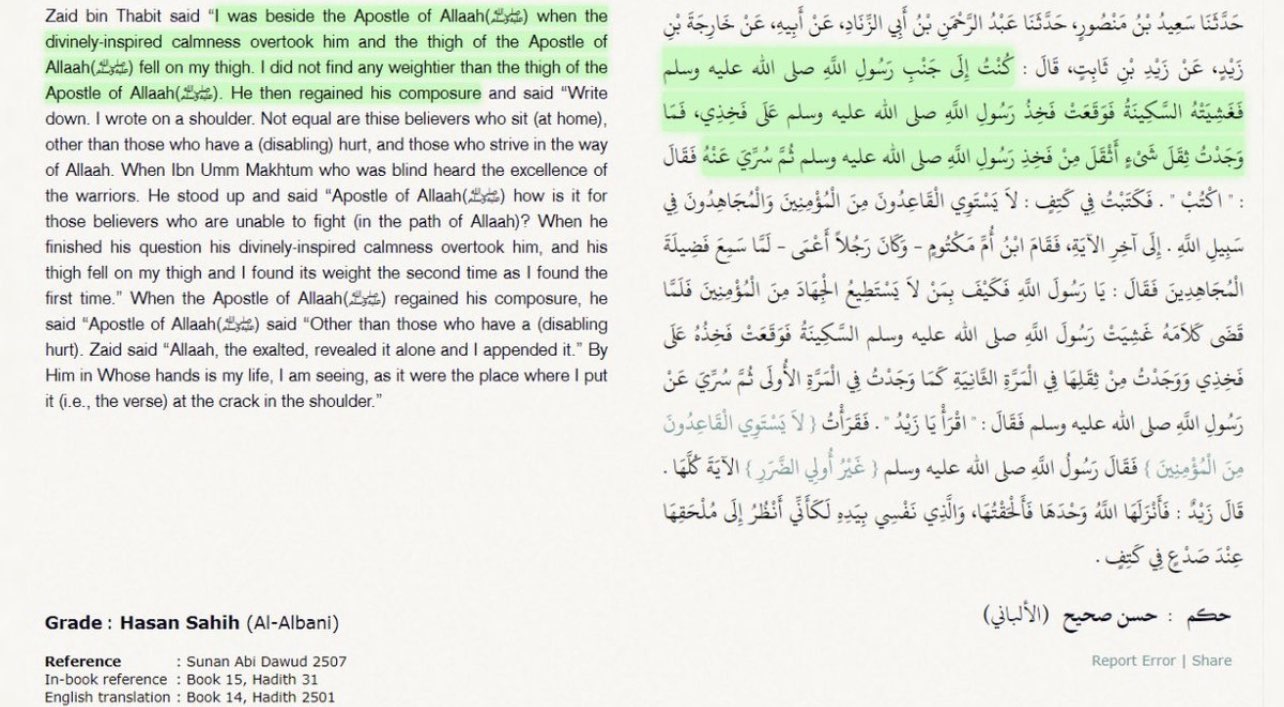 Zaid bin Thabit said “I was beside the Apostle of Allaah(ﷺ) when the
divinely-inspired calmness overtook him and the thigh of the Apostle of
Allaah(ﷺ) fell on my thigh. I did not find any weightier than the thigh of the
Apostle of Allaah(ﷺ). He then regained his composure and said “Write
down. I wrote on a shoulder. Not equal are thise believers who sit (at home),
other than those who have a (disabling) hurt, and those who strive in the way
of Allaah. When Ibn Umm Makhtum who was blind heard the excellence of
the warriors. He stood up and said “Apostle of Allaah(ﷺ) how is it for
those believers who are unable to fight (in the path of Allaah)? When he
finished his question his divinely-inspired calmness overtook him, and his
thigh fell on my thigh and I found its weight the second time as I found the
first time.” When the Apostle of Allaah(ﷺ) regained his composure, he
said “Apostle of Allaah(ﷺ) said “Other than those who have a (disabling
hurt). Zaid said “Allaah, the exalted, revealed it alone and I appended it.” By
Him in Whose hands is my life, I am seeing, as it were the place where I put
it (i.e., the verse) at the crack in the shoulder.”
حَدَّثَنَا سَعِيدُ بْنُ مَنْصُورٍ، حَدَّثَنَا عَبْدُ الرَّحْمَنِ بْنُ أَبِي الزِّنَادِ، عَنْ أَبِيهِ، عَنْ خَارِجَةَ بْنِ
زَيْدٍ، عَنْ زَيْدِ بْنِ ثَابِتٍ، قَالَ : كُنْتُ إِلَى جَنْبِ رَسُولِ اللَّهِ صلى الله عليه وسلم
فَغَشِيَتْهُ السَّكِينَةُ فَوَقَعَتْ فَخِذُ رَسُولِ اللَّهِ صلى الله عليه وسلم عَلَى فَخِذِي، فَمَا
وَجَدْتُ ثِقَلَ شَىْءٍ أَثْقَلَ مِنْ فَخِذِ رَسُولِ اللَّهِ صلى الله عليه وسلم ثُمَّ سُرِّيَ عَنْهُ فَقَالَ
: " اكْتُبْ " . فَكَتَبْتُ فِي كَتِفٍ : لاَ يَسْتَوِي الْقَاعِدُونَ مِنَ الْمُؤْمِنِينَ وَالْمُجَاهِدُونَ فِي
سَبِيلِ اللَّهِ . إِلَى آخِرِ الآيَةِ، فَقَامَ ابْنُ أُمِّ مَكْتُومٍ - وَكَانَ رَجُلاً أَعْمَى - لَمَّا سَمِعَ فَضِيلَةَ
الْمُجَاهِدِينَ فَقَالَ : يَا رَسُولَ اللَّهِ فَكَيْفَ بِمَنْ لاَ يَسْتَطِيعُ الْجِهَادَ مِنَ الْمُؤْمِنِينَ فَلَمَّا
قَضَى كَلاَمَهُ غَشِيَتْ رَسُولَ اللَّهِ صلى الله عليه وسلم السَّكِينَةُ فَوَقَعَتْ فَخِذُهُ عَلَى
فَخِذِي وَوَجَدْتُ مِنْ ثِقَلِهَا فِي الْمَرَّةِ الثَّانِيَةِ كَمَا وَجَدْتُ فِي الْمَرَّةِ الأُولَى ثُمَّ سُرِّيَ عَنْ
رَسُولِ اللَّهِ صلى الله عليه وسلم فَقَالَ : " اقْرَأْ يَا زَيْدُ " . فَقَرَأْتُ { لاَ يَسْتَوِي الْقَاعِدُونَ
مِنَ الْمُؤْمِنِينَ } فَقَالَ رَسُولُ اللَّهِ صلى الله عليه وسلم { غَيْرُ أُولِي الضَّرَرِ } الآيَةَ كُلَّهَا .
قَالَ زَيْدٌ : فَأَنْزَلَهَا اللَّهُ وَحْدَهَا فَأَلْحَقْتُهَا، وَالَّذِي نَفْسِي بِيَدِهِ لَكَأَنِّي أَنْظُرُ إِلَى مُلْحَقِهَا
عِنْدَ صَدْعٍ فِي كَتِفٍ .
Grade : Hasan Sahih (Al-Albani)
حكم : حسن صحيح (الألباني)
Reference : Sunan Abi Dawud 2507
In-book reference : Book 15, Hadith 31
English translation : Book 14, Hadith 2501
Report Error | Share